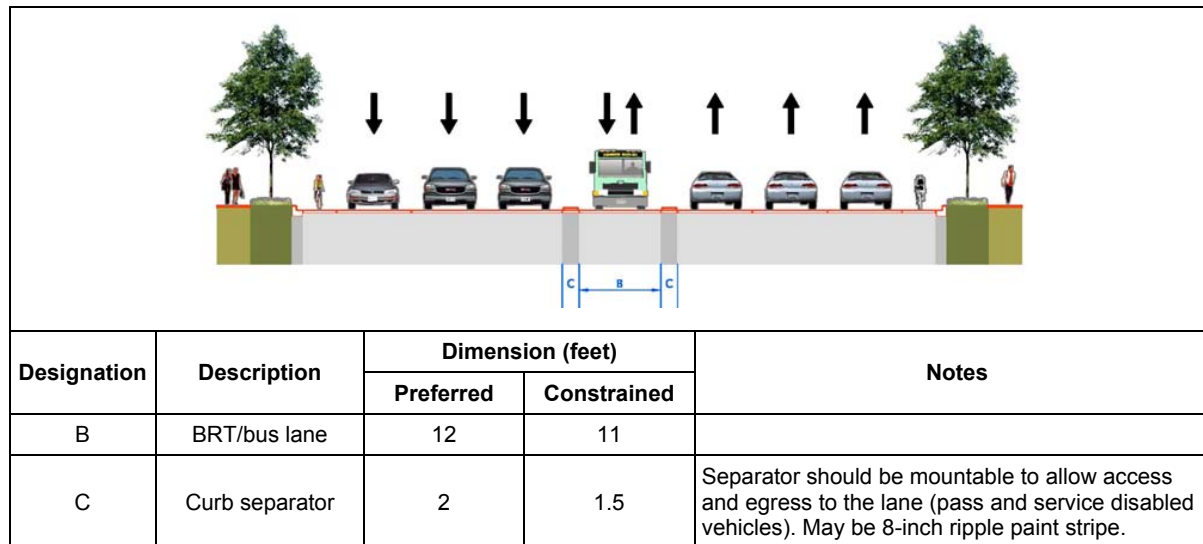 C B C
Designation Description Dimension (feet) Notes
Preferred Constrained
B BRT/bus lane 12 11
C Curb separator 2 1.5 Separator should be mountable to allow access
and egress to the lane (pass and service disabled
vehicles). May be 8-inch ripple paint stripe.